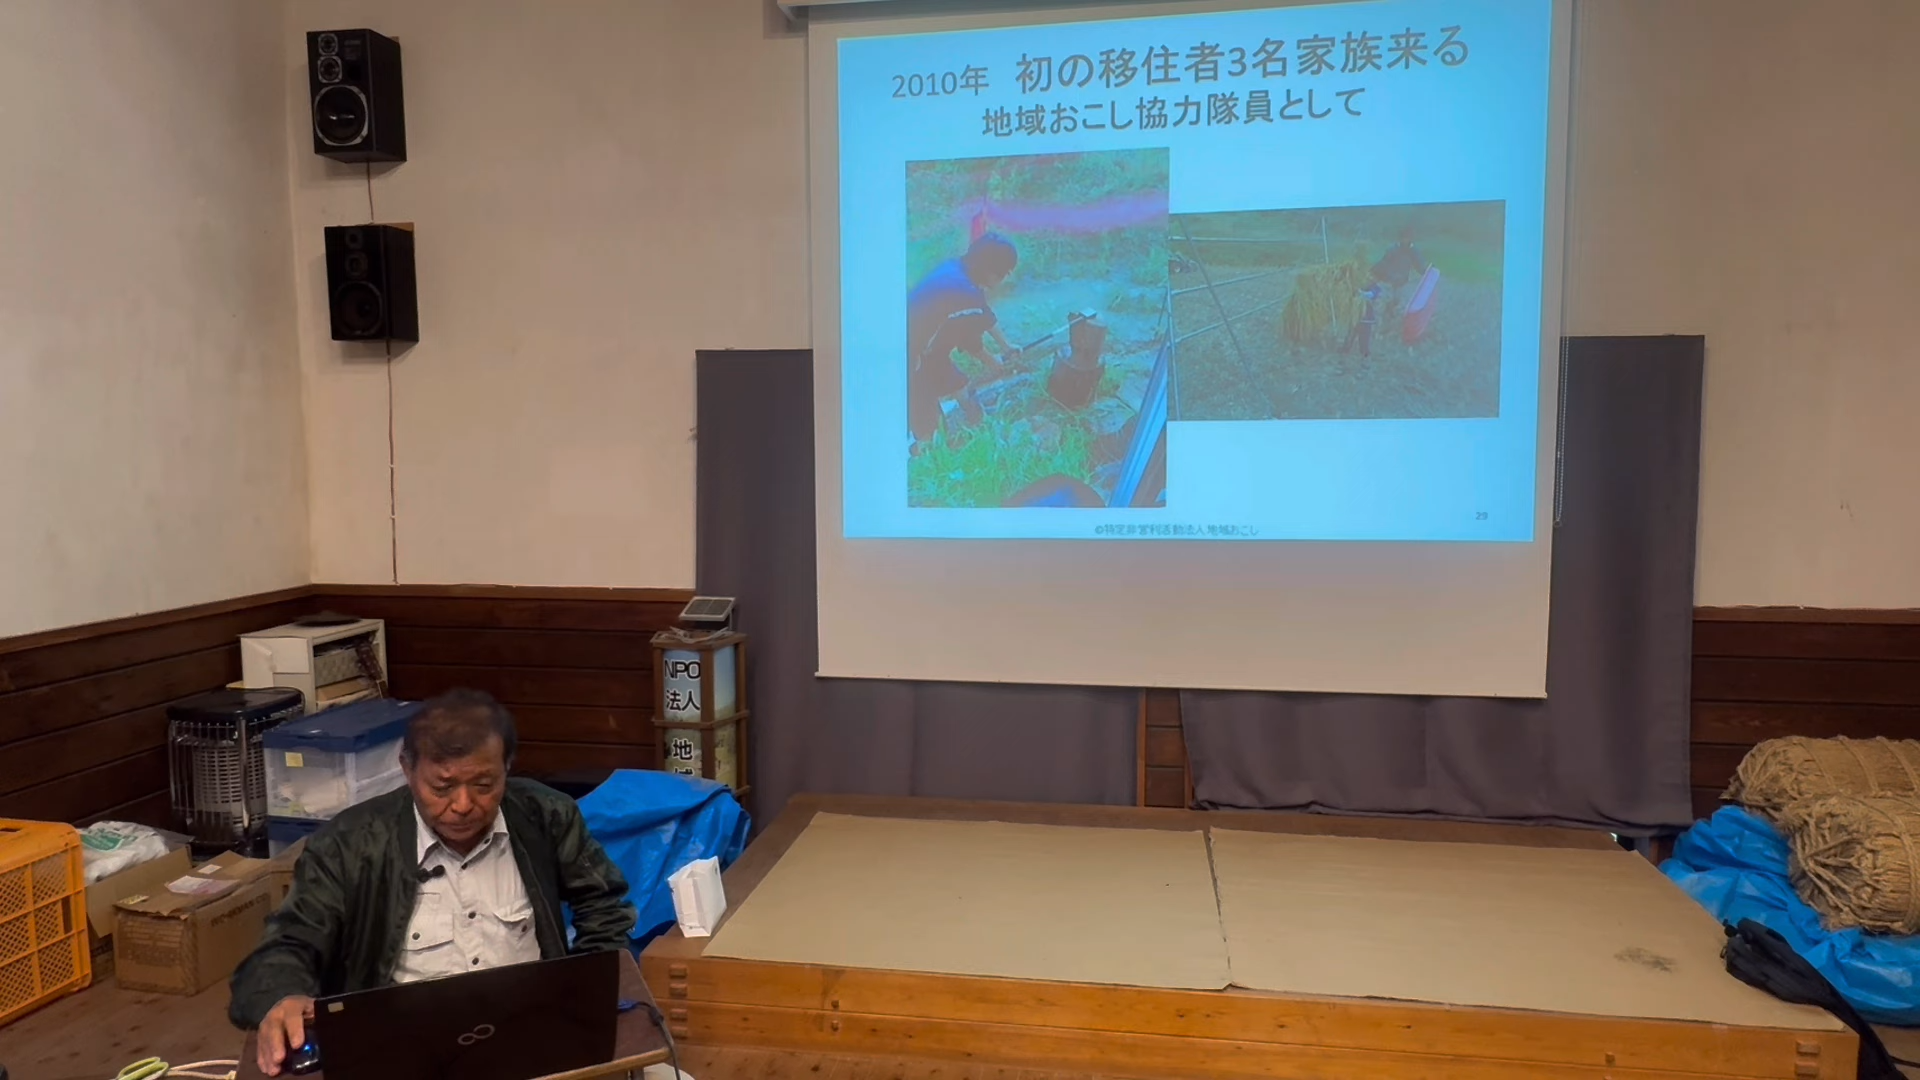 2010年 初の移住者3名家族来る
地域おこし協力隊員として
©特定非営利活動法人地域おこし
29
NPO
法人
地
域